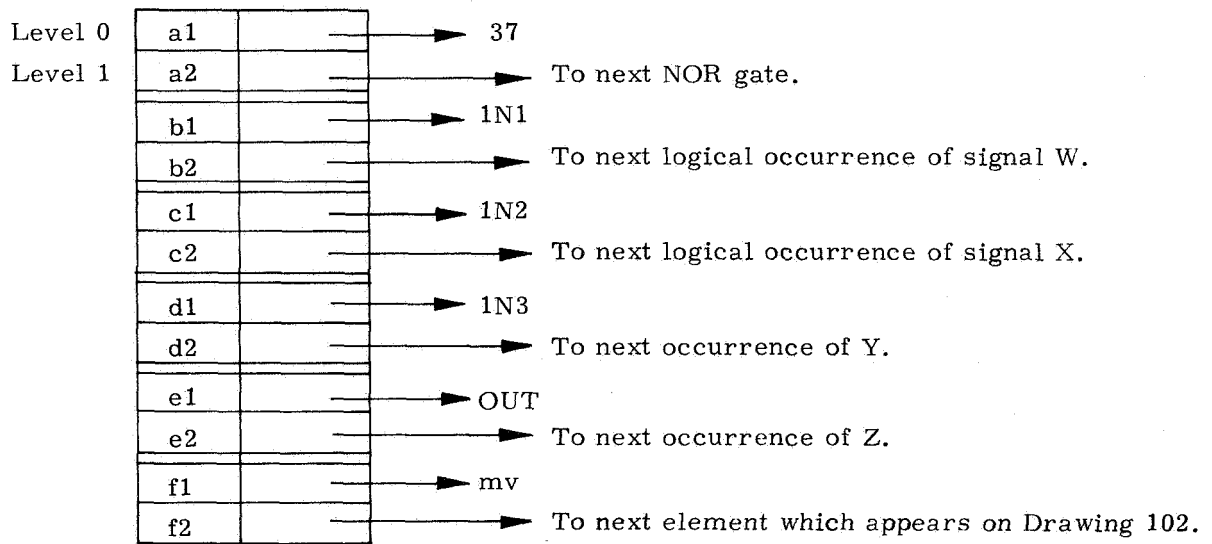 Level 0 a1 37
Level 1 a2 To next NOR gate.
b1 1N1
b2 To next logical occurrence of signal W.
c1 1N2
c2 To next logical occurrence of signal X.
d1 1N3
d2 To next occurrence of Y.
e1 OUT
e2 To next occurrence of Z.
f1 mv
f2 To next element which appears on Drawing 102.